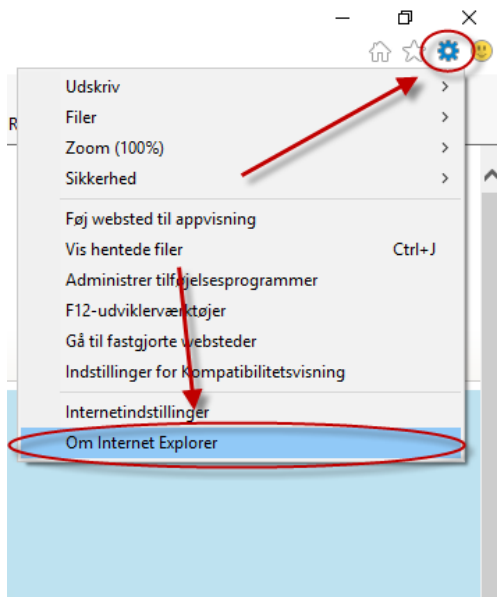 R
Udskriv
Filer
Zoom (100%)
Sikkerhed
Føj websted til appvisning
Vis hentede filer Ctrl+J
Administrer tilføjelsesprogrammer
F12-udviklerværktøjer
Gå til fastgjorte websteder
Indstillinger for Kompatibilitetsvisning
Internetindstillinger
Om Internet Explorer